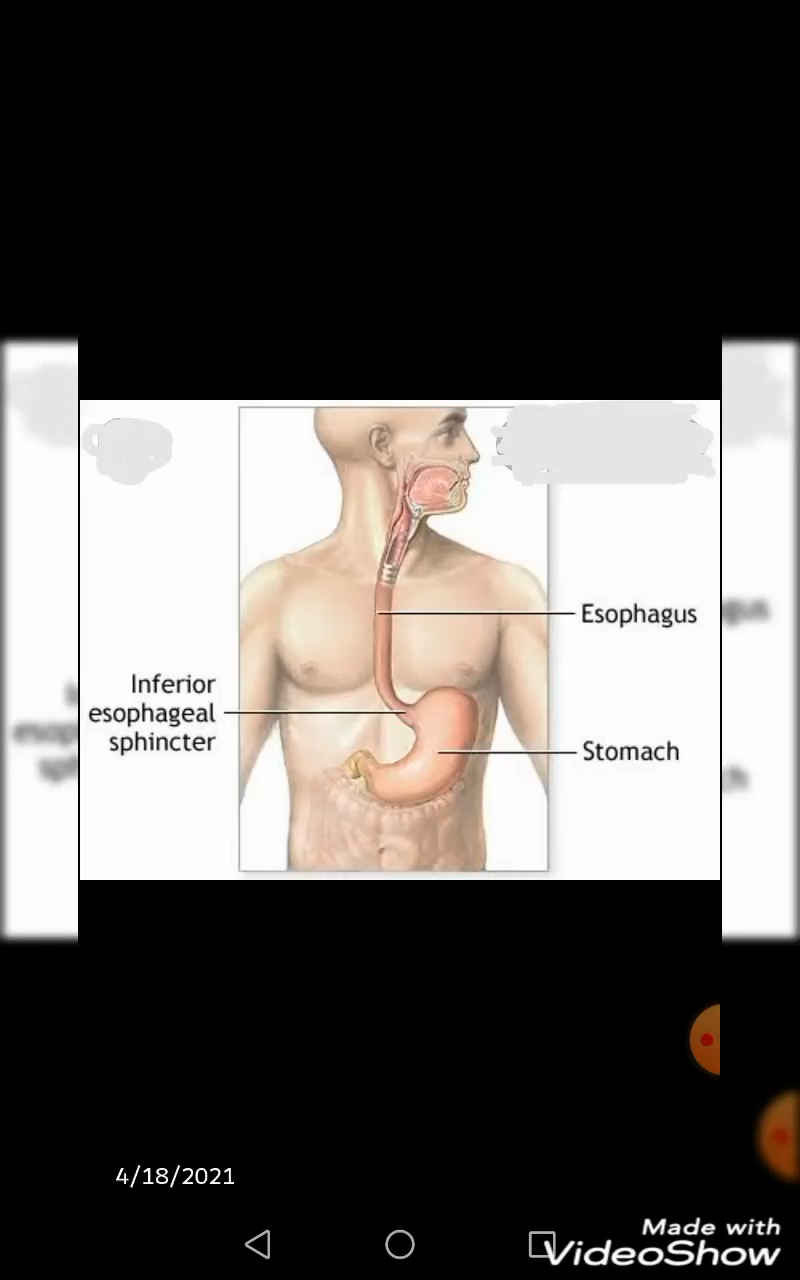 Esophagus
Inferior
esophageal
sphincter
Stomach
4/18/2021
Made with
VideoShow